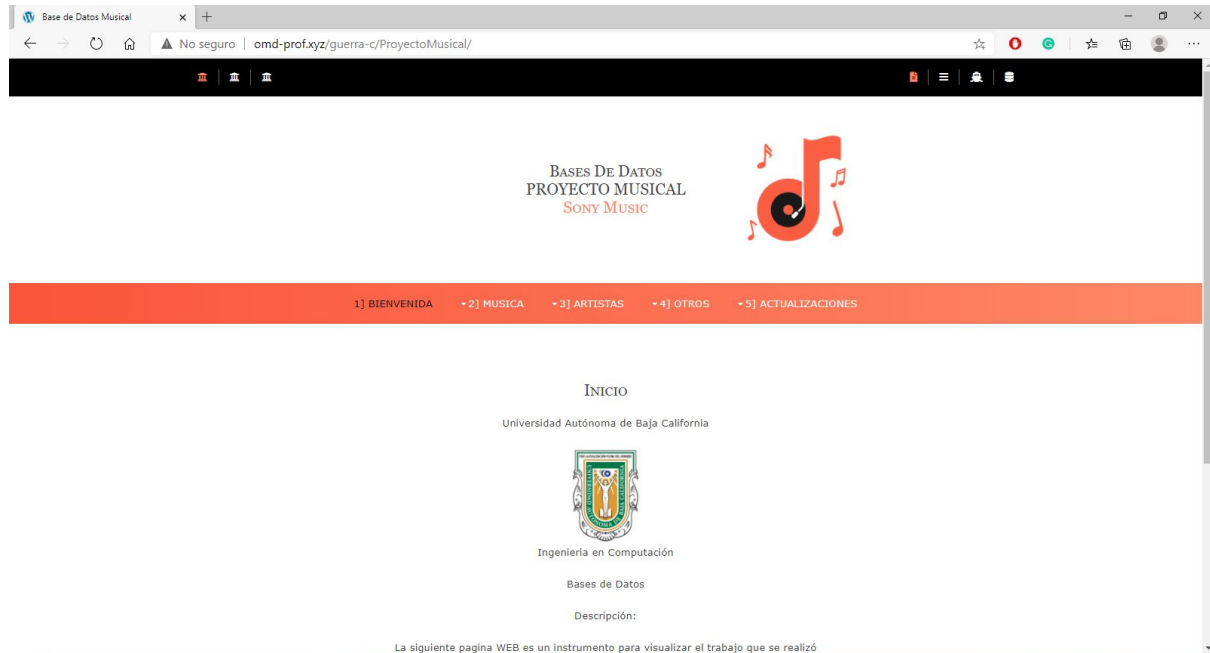 Base de Datos Musical
No seguro | omd-prof.xyz/guerra-c/ProyectoMusical/
BASES DE DATOS
PROYECTO MUSICAL
SONY MUSIC
1] BIENVENIDA 2] MUSICA 3] ARTISTAS 4] OTROS 5] ACTUALIZACIONES
INICIO
Universidad Autónoma de Baja California
Ingenieria en Computación
Bases de Datos
Descripción:
La siguiente pagina WEB es un instrumento para visualizar el trabajo que se realizó